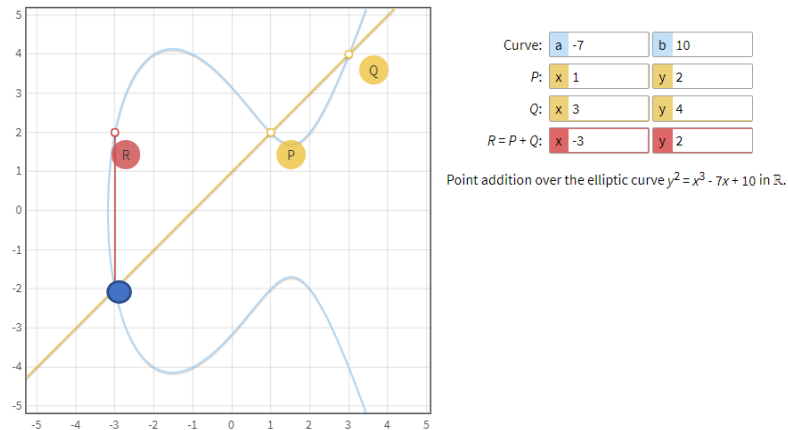 5
4
3
2
1
0
-1
-2
-3
-4
-5
-5 -4 -3 -2 -1 0 1 2 3 4 5
Q
R
P
Curve: a -7 b 10
P: x 1 y 2
Q: x 3 y 4
R = P + Q: x -3 y 2
Point addition over the elliptic curve y² = x³ - 7x + 10 in ℝ.